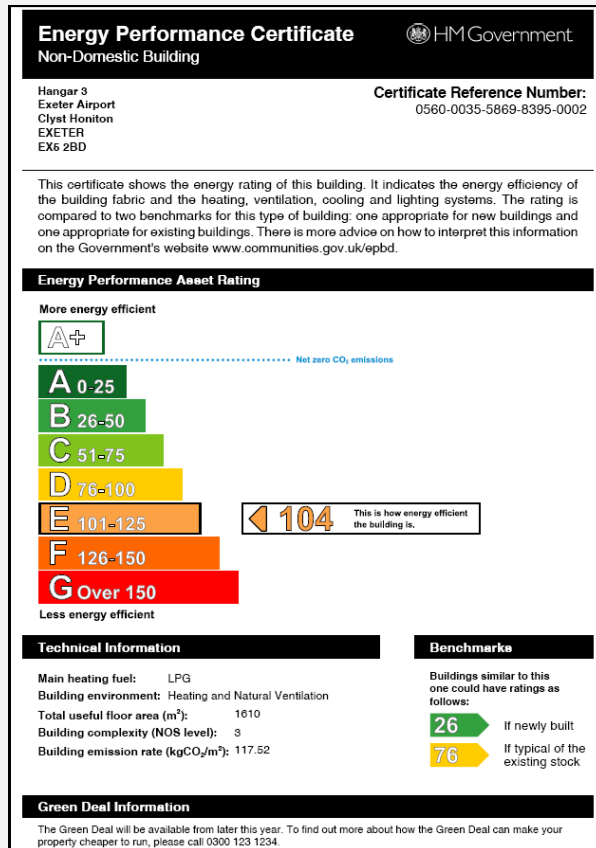 Energy Performance Certificate
HM Government
Non-Domestic Building
Hangar 3
Exeter Airport
Clyst Honiton
EXETER
EX5 2BD
Certificate Reference Number:
0560-0035-5869-8395-0002
This certificate shows the energy rating of this building. It indicates the energy efficiency of
the building fabric and the heating, ventilation, cooling and lighting systems. The rating is
compared to two benchmarks for this type of building: one appropriate for new buildings and
one appropriate for existing buildings. There is more advice on how to interpret this information
on the Government's website www.communities.gov.uk/epbd.
Energy Performance Asset Rating
More energy efficient
A+
Net zero CO₂ emissions
A 0-25
B 26-50
C 51-75
D 76-100
E 101-125
104 This is how energy efficient
the building is.
F 126-150
G Over 150
Less energy efficient
Technical Information
Main heating fuel: LPG
Building environment: Heating and Natural Ventilation
Total useful floor area (m²): 1610
Building complexity (NOS level): 3
Building emission rate (kgCO₂/m²): 117.52
Benchmarks
Buildings similar to this
one could have ratings as
follows:
26 If newly built
76 If typical of the
existing stock
Green Deal Information
The Green Deal will be available from later this year. To find out more about how the Green Deal can make your
property cheaper to run, please call 0300 123 1234.